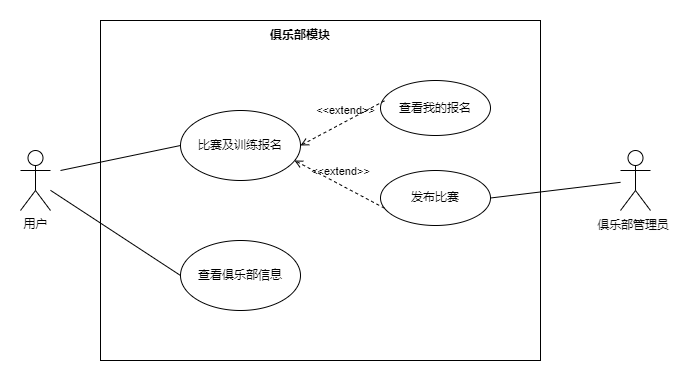 俱乐部模块
<<extend>>
查看我的报名
比赛及训练报名
<<extend>>
发布比赛
用户
俱乐部管理员
查看俱乐部信息